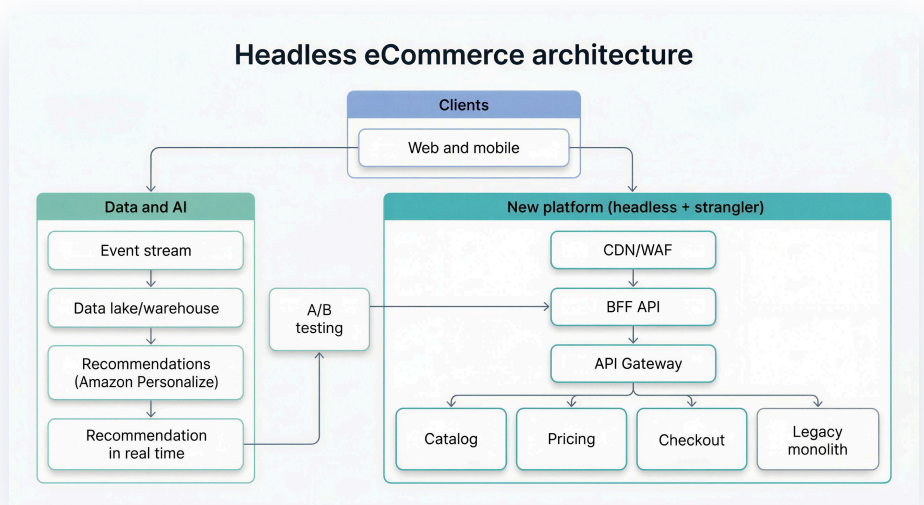 Headless eCommerce architecture
Clients
Web and mobile
Data and AI
Event stream
Data lake/warehouse
Recommendations
(Amazon Personalize)
Recommendation
in real time
A/B
testing
New platform (headless + strangler)
CDN/WAF
BFF API
API Gateway
Catalog
Pricing
Checkout
Legacy
monolith